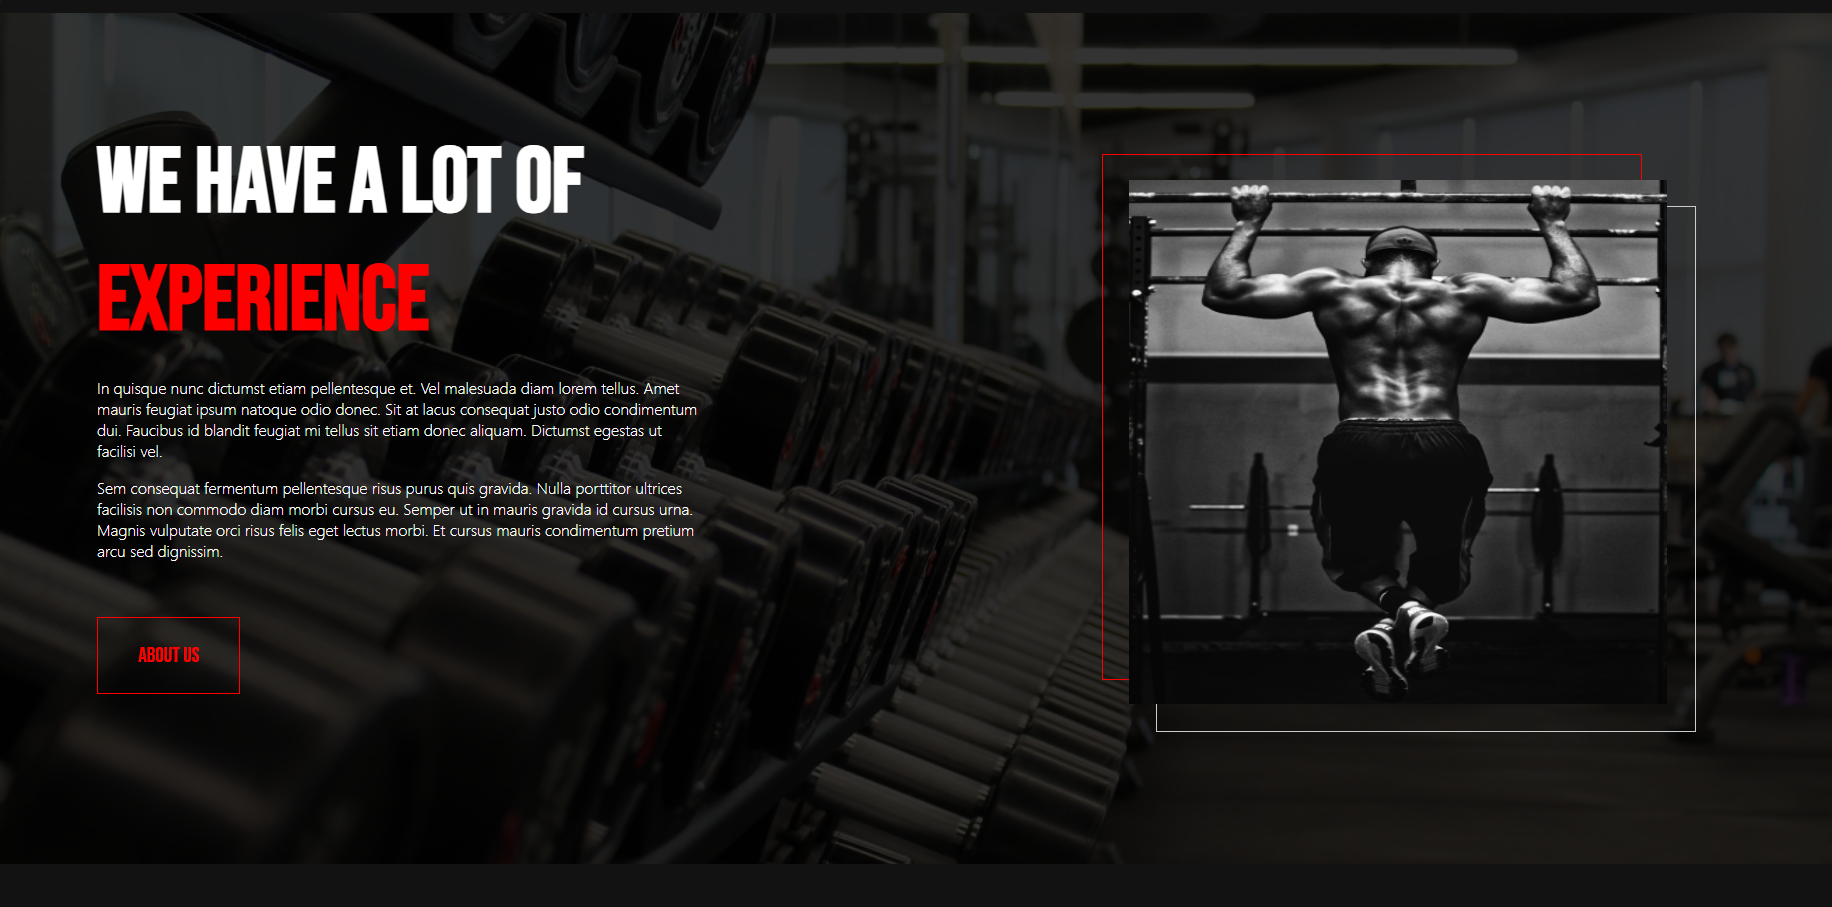 WE HAVE A LOT OF
EXPERIENCE
In quisque nunc dictumst etiam pellentesque et. Vel malesuada diam lorem tellus. Amet
mauris feugiat ipsum natoque odio donec. Sit at lacus consequat justo odio condimentum
dui. Faucibus id blandit feugiat mi tellus sit etiam donec aliquam. Dictumst egestas ut
facilisi vel.
Sem consequat fermentum pellentesque risus purus quis gravida. Nulla porttitor ultrices
facilisis non commodo diam morbi cursus eu. Semper ut in mauris gravida id cursus urna.
Magnis vulputate orci risus felis eget lectus morbi. Et cursus mauris condimentum pretium
arcu sed dignissim.
ABOUT US